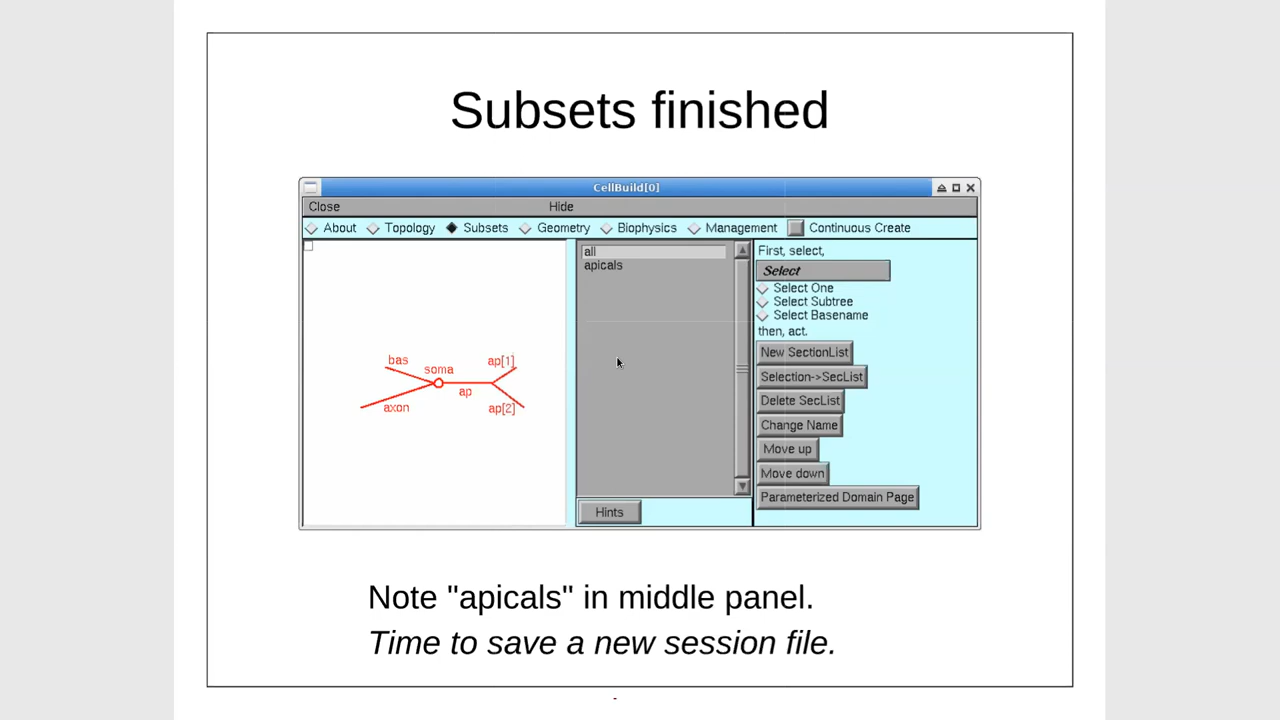 Subsets finished
CellBuild[0]
Close Hide
About Topology Subsets Geometry Biophysics Management Continuous Create
all
apicals
First, select,
Select
Select One
Select Subtree
Select Basename
then, act.
New SectionList
Selection->SecList
Delete SecList
Change Name
Move up
Move down
Parameterized Domain Page
bas
soma
ap[1]
ap
axon
ap[2]
Hints
Note "apicals" in middle panel.
Time to save a new session file.
-